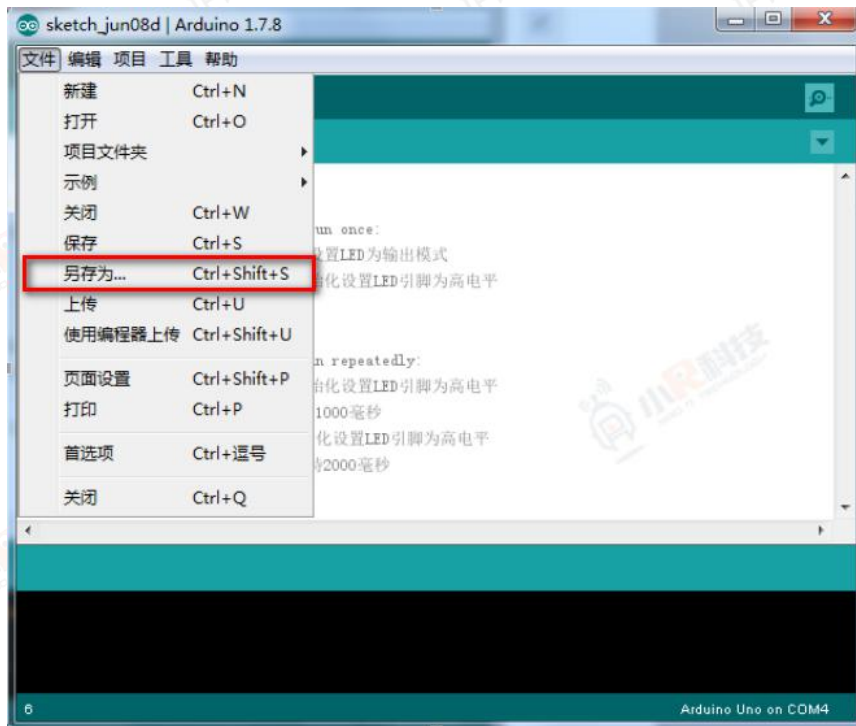 sketch_jun08d | Arduino 1.7.8
文件 编辑 项目 工具 帮助
新建 Ctrl+N
打开 Ctrl+O
项目文件夹
示例
关闭 Ctrl+W
保存 Ctrl+S
另存为... Ctrl+Shift+S
上传 Ctrl+U
使用编程器上传 Ctrl+Shift+U
页面设置 Ctrl+Shift+P
打印 Ctrl+P
首选项 Ctrl+逗号
关闭 Ctrl+Q
un once:
设置LED为输出模式
始化设置LED引脚为高电平
n repeatedly:
始化设置LED引脚为高电平
1000毫秒
化设置LED引脚为高电平
待2000毫秒
小R科技
6
Arduino Uno on COM4